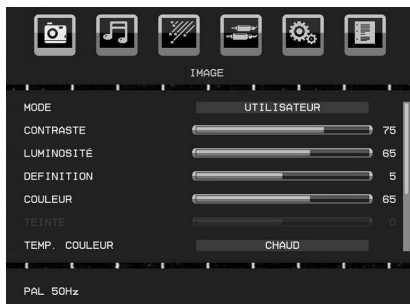 IMAGE
MODE UTILISATEUR
CONTRASTE 75
LUMINOSITÉ 65
DEFINITION 5
COULEUR 65
TEINTE 0
TEMP. COULEUR CHAUD
PAL 50Hz